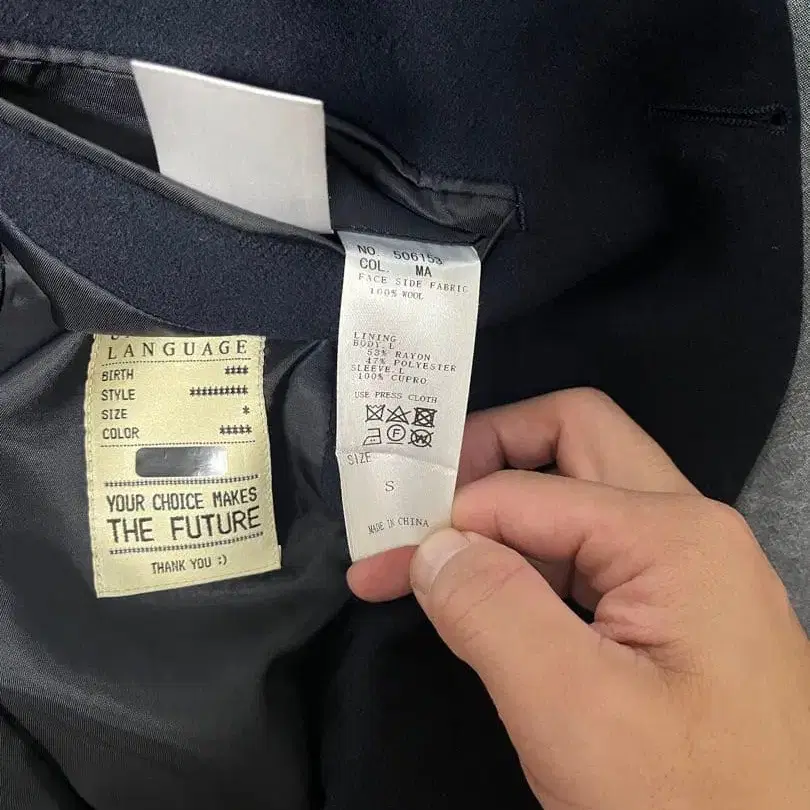 NO. 506153
COL. MA
FACE SIDE FABRIC
100% WOOL
LINING
BODY.L
53% RAYON
47% POLYESTER
SLEEVE.L
100% CUPRO
USE PRESS CLOTH
P W
SIZE
S
MADE IN CHINA
LANGUAGE
BIRTH ****
STYLE *********
SIZE *
COLOR *****
YOUR CHOICE MAKES
THE FUTURE
THANK YOU :)